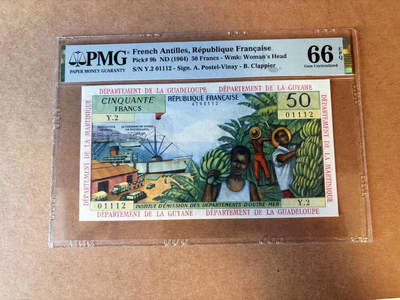 PMG
PAPER MONEY GUARANTY
French Antilles, République Française
Pick# 9b ND (1964) 50 Francs - Wmk: Woman's Head
S/N Y.2 01112 - Sign. A. Postel-Vinay - B. Clappier
66 EPQ
Gem Uncirculated
DÉPARTEMENT DE LA GUADELOUPE DÉPARTEMENT DE LA GUYANE
CINQUANTE
FRANCS
RÉPUBLIQUE FRANÇAISE
50
Y.2
01112
DÉPARTEMENT DE LA MARTINIQUE
DÉPARTEMENT DE LA MARTINIQUE
01112
Y.2
INSTITUT D'ÉMISSION DES DÉPARTEMENTS D'OUTRE-MER
DÉPARTEMENT DE LA GUYANE DÉPARTEMENT DE LA GUADELOUPE